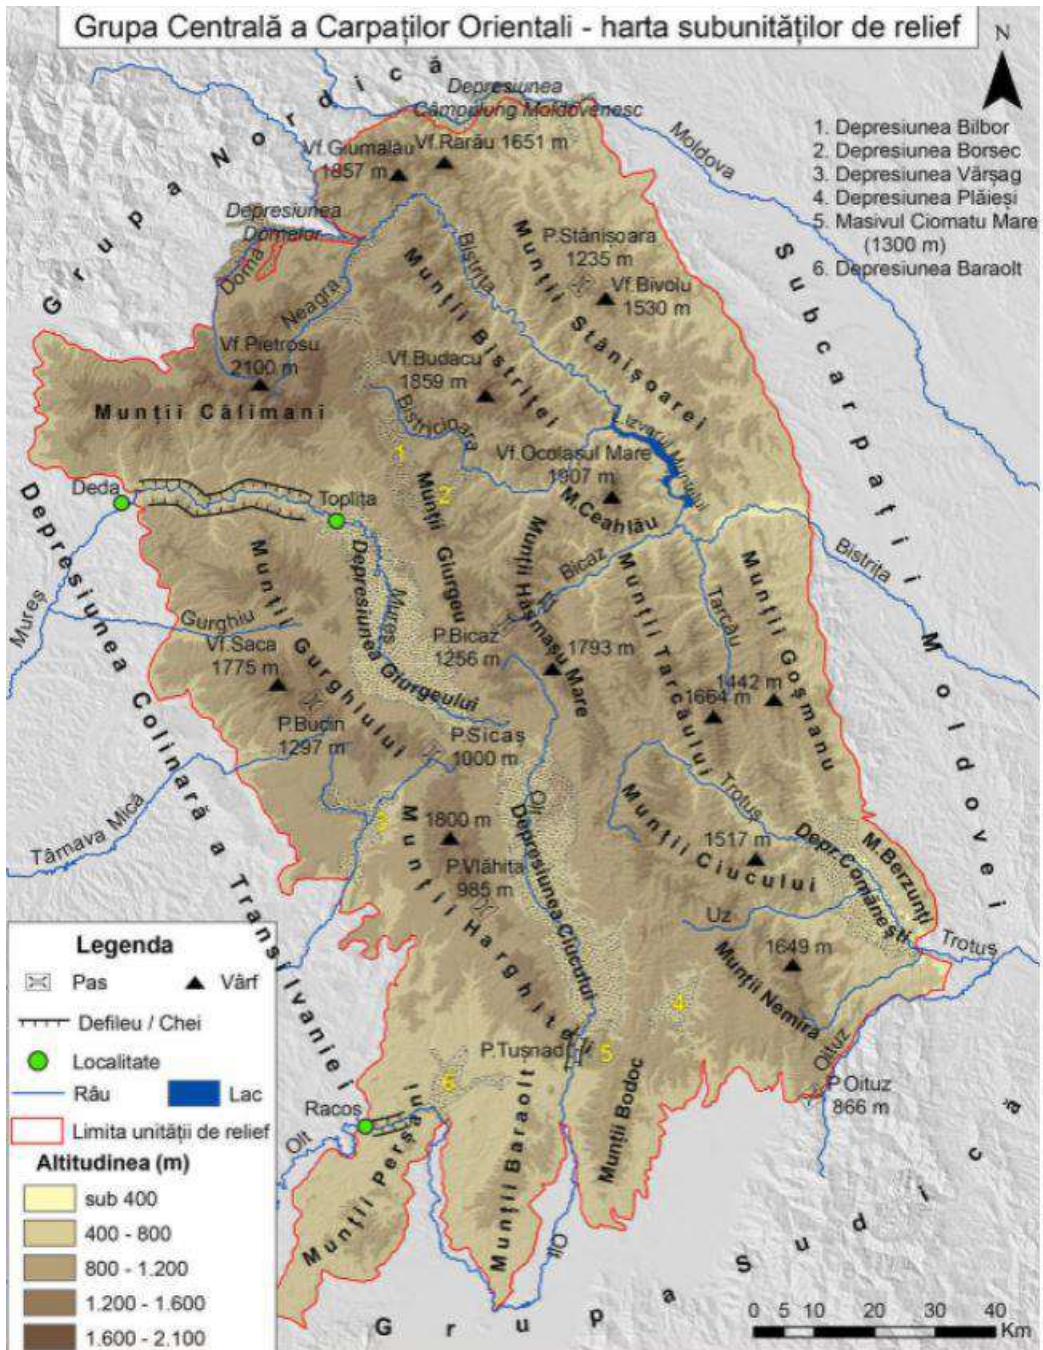 Grupa Centrală a Carpaților Orientali - harta subunităților de relief
N
Grupa Nordică
Depresiunea
Câmpulung Moldovenesc
Moldova
1. Depresiunea Bilbor
2. Depresiunea Borsec
3. Depresiunea Vârșag
4. Depresiunea Plăieși
5. Masivul Ciomatu Mare
(1300 m)
6. Depresiunea Baraolt
Vf.Giumalău
1857 m
Vf.Rarău 1651 m
Depresiunea
Dornelor
Dorna
Neagra
Bistrița
P.Stânișoara
1235 m
Vf.Bivolu
1530 m
Munții Stânișoarei
Munții Bistriței
Subcarpații Moldovei
Vf.Pietrosu
2100 m
Munții Călimani
Vf.Budacu
1859 m
Bistricioara
1
2
Lizvorul Muntelui
Vf.Ocolașul Mare
1907 m
M.Ceahlău
Deda
Toplița
Munții Giurgeu
Munții Hășmașu Mare
Bicaz
Bistrița
Depresiunea Colinară a Transilvaniei
Mureș
Gurghiu
Munții Gurghiului
Depresiunea Giurgeului
Mureș
Munții Tarcăului
Tarcău
Munții Goșmanu
Vf.Saca
1775 m
P.Bicaz
1256 m
1793 m
1442 m
1664 m
P.Bucin
1297 m
P.Sicaș
1000 m
Târnava Mică
3
1800 m
Olt
Depresiunea Ciucului
Trotuș
Munții Ciucului
1517 m
Depr.Comănești
M.Berzunți
P.Vlăhița
985 m
Munții Harghitei
Uz
1649 m
Trotuș
Munții Nemira
4
Oituz
P.Tușnad
5
P.Oituz
866 m
6
Racoș
Olt
Munții Perșani
Munții Baraolt
Munții Bodoc
Olt
Grupa Sudică
Legenda
Pas
Vârf
Defileu / Chei
Localitate
Râu
Lac
Limita unității de relief
Altitudinea (m)
sub 400
400 - 800
800 - 1.200
1.200 - 1.600
1.600 - 2.100
0 5 10 20 30 40
Km